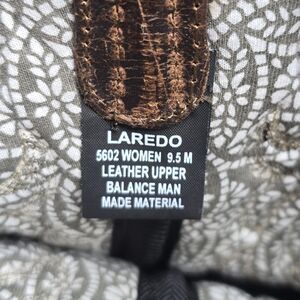 LAREDO
5602 WOMEN 9.5 M
LEATHER UPPER
BALANCE MAN
MADE MATERIAL